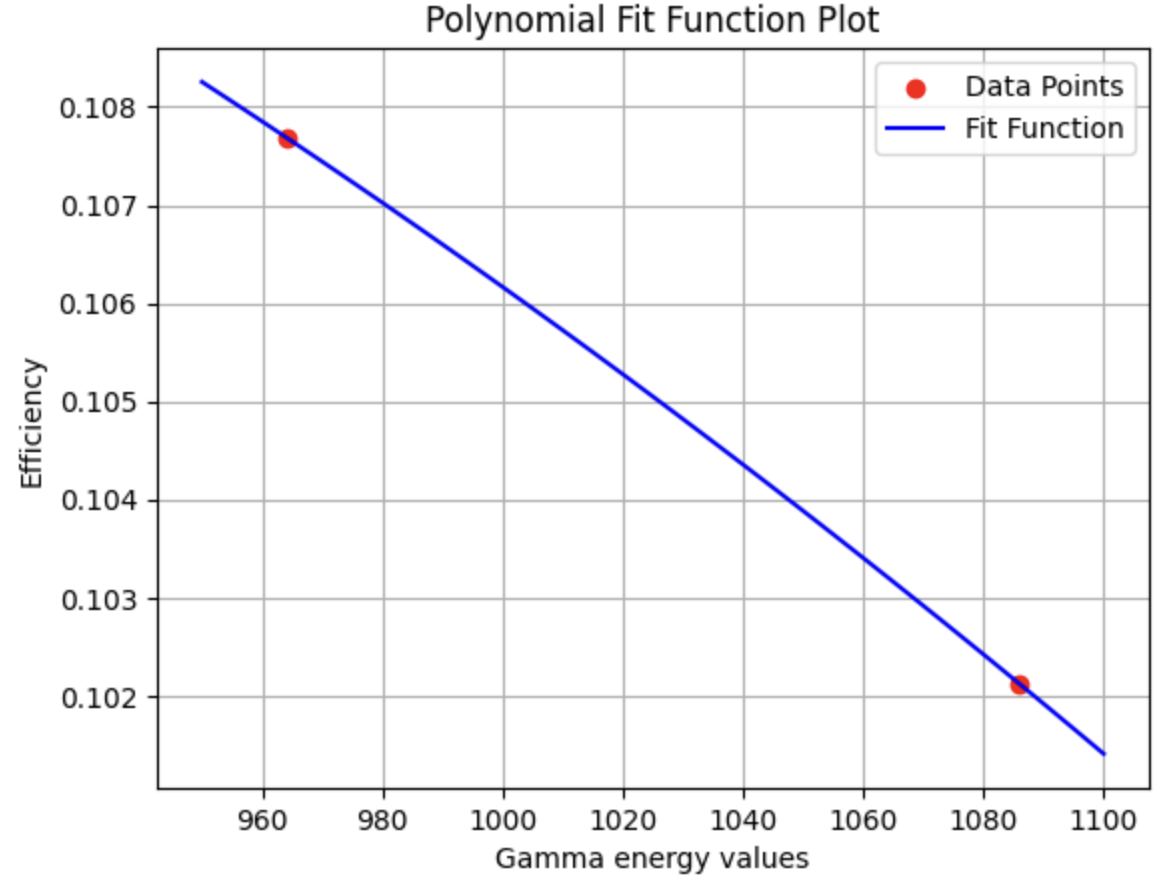 Polynomial Fit Function Plot
Data Points
Fit Function
0.108
0.107
0.106
0.105
0.104
0.103
0.102
Efficiency
960 980 1000 1020 1040 1060 1080 1100
Gamma energy values